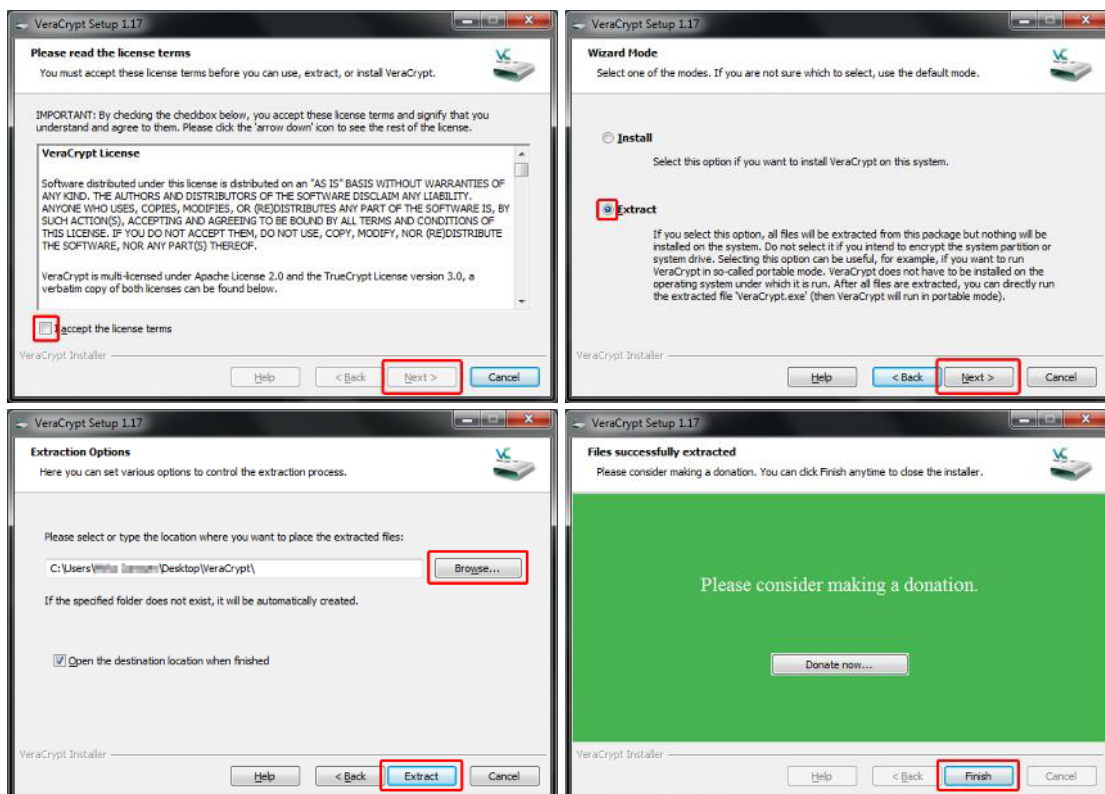 VeraCrypt Setup 1.17
Please read the license terms
You must accept these license terms before you can use, extract, or install VeraCrypt.
VC
IMPORTANT: By checking the checkbox below, you accept these license terms and signify that you
understand and agree to them. Please click the 'arrow down' icon to see the rest of the license.
VeraCrypt License
Software distributed under this license is distributed on an "AS IS" BASIS WITHOUT WARRANTIES OF
ANY KIND. THE AUTHORS AND DISTRIBUTORS OF THE SOFTWARE DISCLAIM ANY LIABILITY.
ANYONE WHO USES, COPIES, MODIFIES, OR (RE)DISTRIBUTES ANY PART OF THE SOFTWARE IS, BY
SUCH ACTION(S), ACCEPTING AND AGREEING TO BE BOUND BY ALL TERMS AND CONDITIONS OF
THIS LICENSE. IF YOU DO NOT ACCEPT THEM, DO NOT USE, COPY, MODIFY, NOR (RE)DISTRIBUTE
THE SOFTWARE, NOR ANY PART(S) THEREOF.
VeraCrypt is multi-licensed under Apache License 2.0 and the TrueCrypt License version 3.0, a
verbatim copy of both licenses can be found below.
I accept the license terms
VeraCrypt Installer
Help < Back Next > Cancel
VeraCrypt Setup 1.17
Wizard Mode
Select one of the modes. If you are not sure which to select, use the default mode.
VC
Install
Select this option if you want to install VeraCrypt on this system.
Extract
If you select this option, all files will be extracted from this package but nothing will be
installed on the system. Do not select it if you intend to encrypt the system partition or
system drive. Selecting this option can be useful, for example, if you want to run
VeraCrypt in so-called portable mode. VeraCrypt does not have to be installed on the
operating system under which it is run. After all files are extracted, you can directly run
the extracted file 'VeraCrypt.exe' (then VeraCrypt will run in portable mode).
VeraCrypt Installer
Help < Back Next > Cancel
VeraCrypt Setup 1.17
Extraction Options
Here you can set various options to control the extraction process.
VC
Please select or type the location where you want to place the extracted files:
C:\Users\ \Desktop\VeraCrypt\ Browse...
If the specified folder does not exist, it will be automatically created.
Open the destination location when finished
VeraCrypt Installer
Help < Back Extract Cancel
VeraCrypt Setup 1.17
Files successfully extracted
Please consider making a donation. You can click Finish anytime to close the installer.
VC
Please consider making a donation.
Donate now...
VeraCrypt Installer
Help < Back Finish Cancel